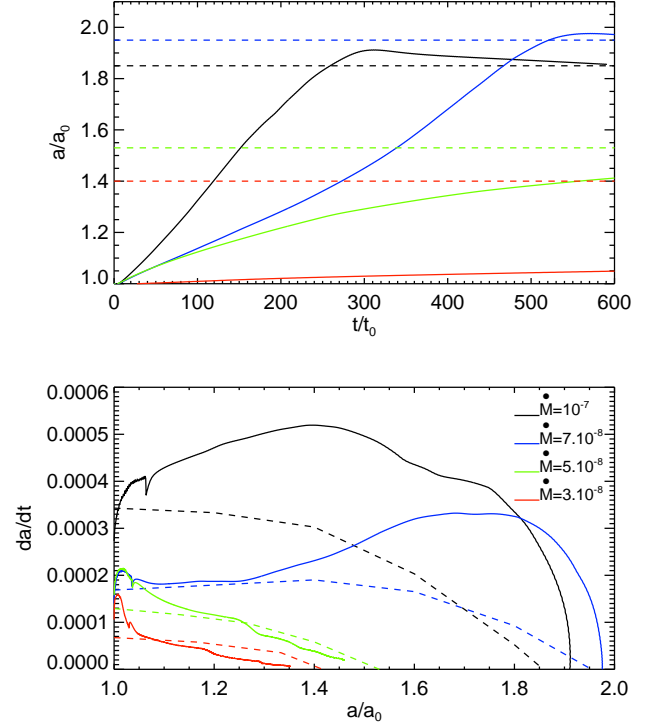 2.0
1.8
1.6
1.4
1.2
1.0
a/a₀
0 100 200 300 400 500 600
t/t₀
0.0006
0.0005
0.0004
0.0003
0.0002
0.0001
0.0000
da/dt
Ṁ=10⁻⁷
Ṁ=7.10⁻⁸
Ṁ=5.10⁻⁸
Ṁ=3.10⁻⁸
1.0 1.2 1.4 1.6 1.8 2.0
a/a₀